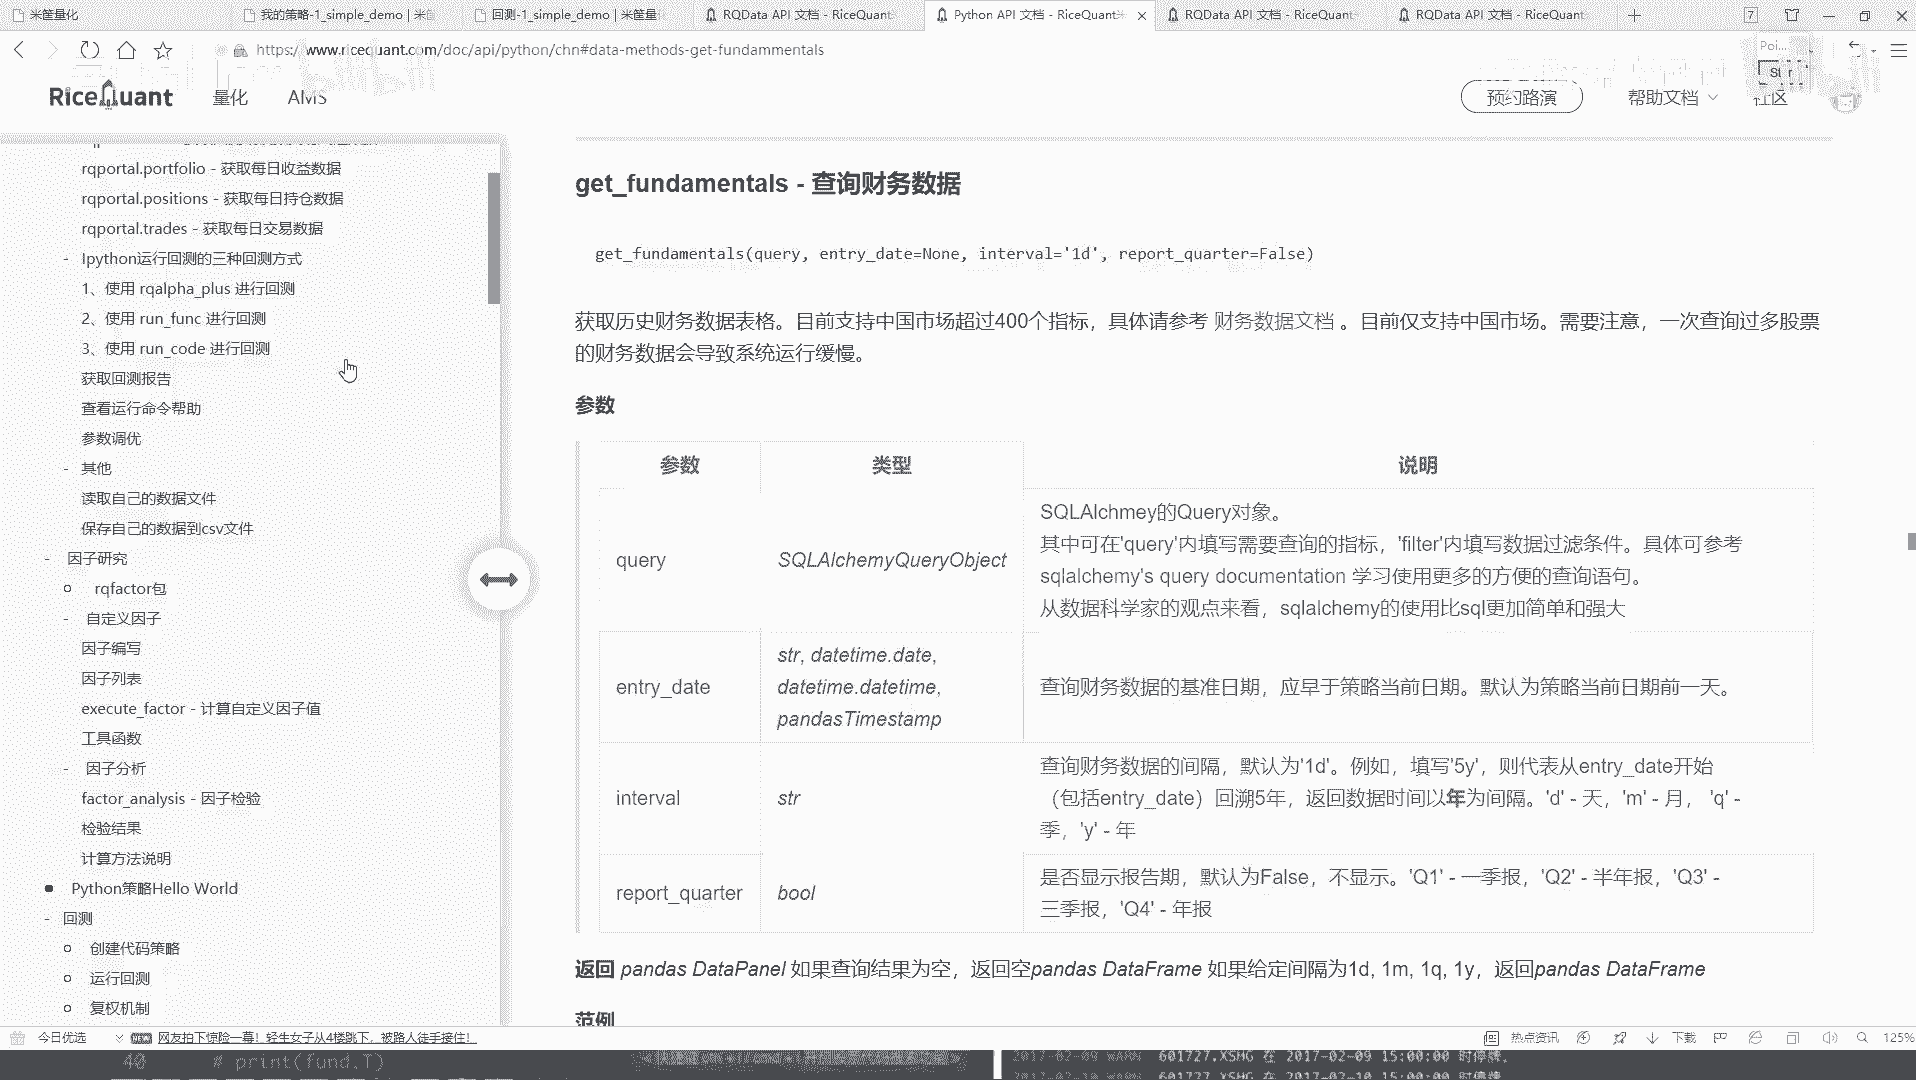 米筐量化
我的策略-1_simple_demo | 米筐
回测-1_simple_demo | 米筐量
RQData API 文档 - RiceQuant
Python API 文档 - RiceQuant
RQData API 文档 - RiceQuant
RQData API 文档 - RiceQuant
7
https://www.ricequant.com/doc/api/python/chn#data-methods-get-fundammentals
RiceQuant
量化
AMS
预约路演
帮助文档
社区
rqportal.portfolio - 获取每日收益数据
rqportal.positions - 获取每日持仓数据
rqportal.trades - 获取每日交易数据
- Ipython运行回测的三种回测方式
1、使用 rqalpha_plus 进行回测
2、使用 run_func 进行回测
3、使用 run_code 进行回测
获取回测报告
查看运行命令帮助
参数调优
- 其他
读取自己的数据文件
保存自己的数据到csv文件
- 因子研究
rqfactor包
- 自定义因子
因子编写
因子列表
execute_factor - 计算自定义因子值
工具函数
- 因子分析
factor_analysis - 因子检验
检验结果
计算方法说明
Python策略Hello World
- 回测
创建代码策略
运行回测
复权机制
get_fundamentals - 查询财务数据
get_fundamentals(query, entry_date=None, interval='1d', report_quarter=False)
获取历史财务数据表格。目前支持中国市场超过400个指标，具体请参考 财务数据文档 。目前仅支持中国市场。需要注意，一次查询过多股票
的财务数据会导致系统运行缓慢。
参数
参数 类型 说明
query SQLAlchemyQueryObject
SQLAlchmey的Query对象。
其中可在'query'内填写需要查询的指标，'filter'内填写数据过滤条件。具体可参考
sqlalchemy's query documentation 学习使用更多的方便的查询语句。
从数据科学家的观点来看，sqlalchemy的使用比sql更加简单和强大
entry_date
str, datetime.date,
datetime.datetime,
pandasTimestamp
查询财务数据的基准日期，应早于策略当前日期。默认为策略当前日期前一天。
interval
str
查询财务数据的间隔，默认为'1d'。例如，填写'5y'，则代表从entry_date开始
（包括entry_date）回溯5年，返回数据时间以年为间隔。'd' - 天，'m' - 月， 'q' -
季，'y' - 年
report_quarter
bool
是否显示报告期，默认为False，不显示。'Q1' - 一季报，'Q2' - 半年报，'Q3' -
三季报，'Q4' - 年报
返回 pandas DataPanel 如果查询结果为空，返回空pandas DataFrame 如果给定间隔为1d, 1m, 1q, 1y，返回pandas DataFrame
范例
今日优选
网友拍下惊险一幕！轻生女子从4楼跳下，被路人徒手接住！
热点资讯
下载
125%
40 # print(fund.T)
2017-02-09 WARN 601727.XSHG 在 2017-02-09 15:00:00 时停牌。
2017-02-10 WARN 601727.XSHG 在 2017-02-10 15:00:00 时停牌。